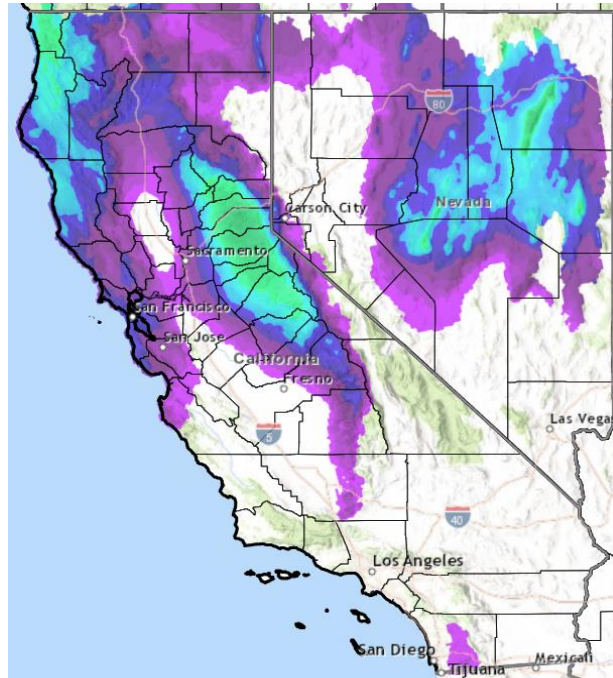 80
Nevada
Carson City
Sacramento
San Francisco
San Jose
California
Fresno
5
Las Vegas
40
Los Angeles
San Diego
Tijuana
Mexicali